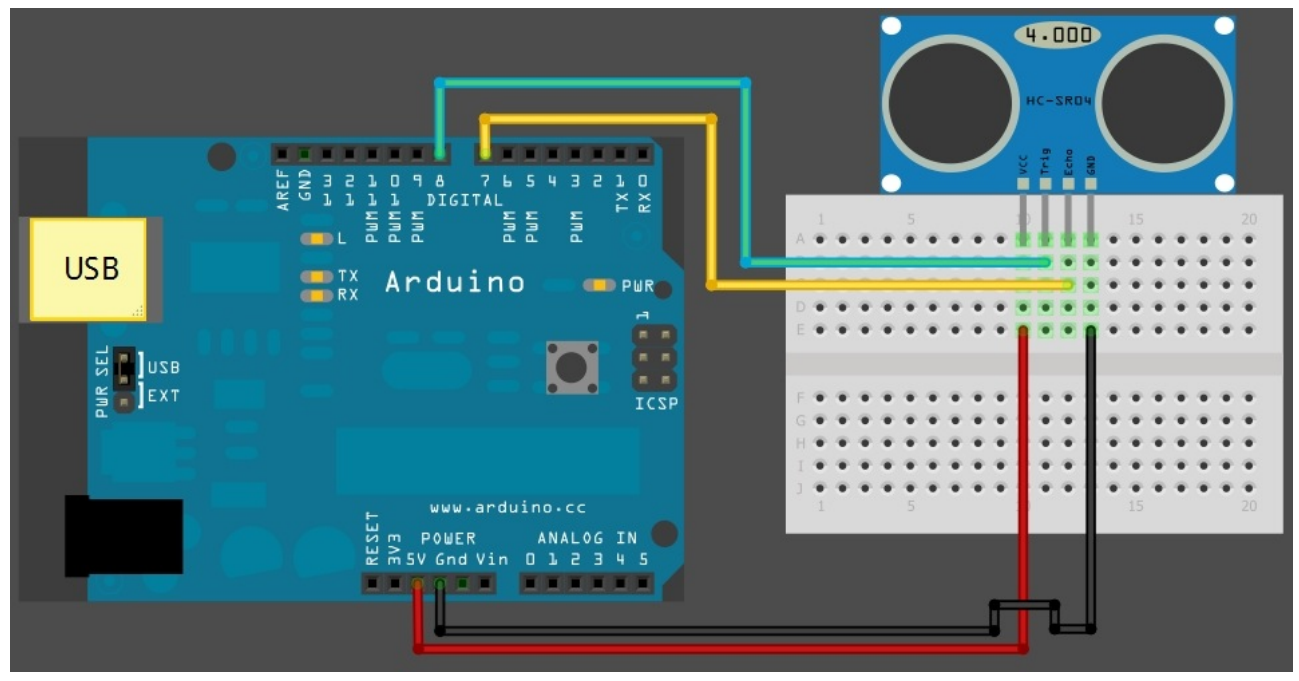 4.000
HC-SR04
VCC Trig Echo GND
AREF GND 13 12 11 10 9 8 7 6 5 4 3 2 1 0
DIGITAL
PWM PWM PWM PWM PWM PWM TX RX
L
TX
RX
Arduino
PWR
1
ICSP
USB
PWR SEL
USB
EXT
www.arduino.cc
POWER
ANALOG IN
RESET 3V3 5V Gnd Vin 0 1 2 3 4 5
1 5 10 15 20
A
D
E
F
G
H
I
J
1 5 15 20